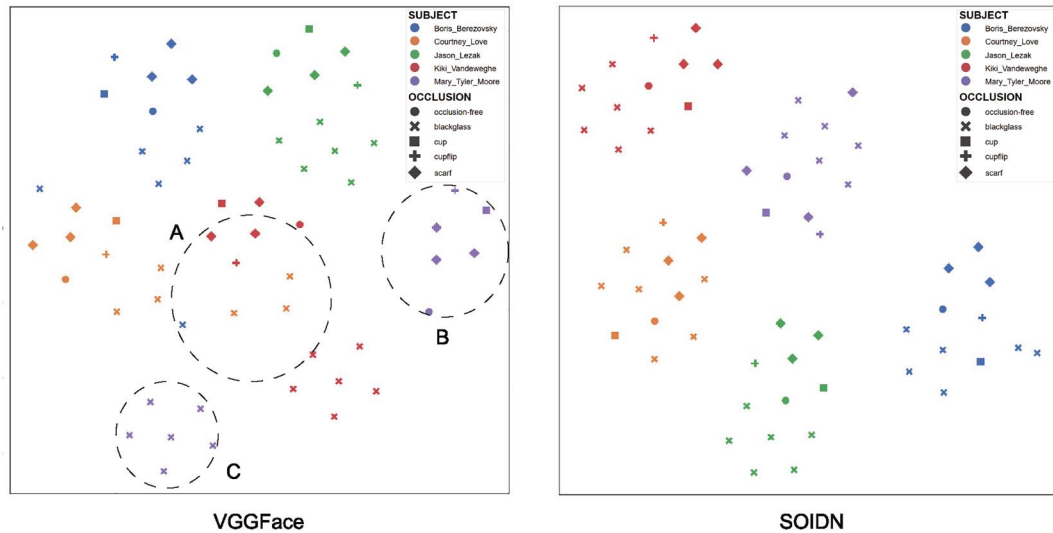 SUBJECT
Boris_Berezovsky
Courtney_Love
Jason_Lezak
Kiki_Vandeweghe
Mary_Tyler_Moore
OCCLUSION
occlusion-free
blackglass
cup
cupflip
scarf
A
B
C
VGGFace
SUBJECT
Boris_Berezovsky
Courtney_Love
Jason_Lezak
Kiki_Vandeweghe
Mary_Tyler_Moore
OCCLUSION
occlusion-free
blackglass
cup
cupflip
scarf
SOIDN